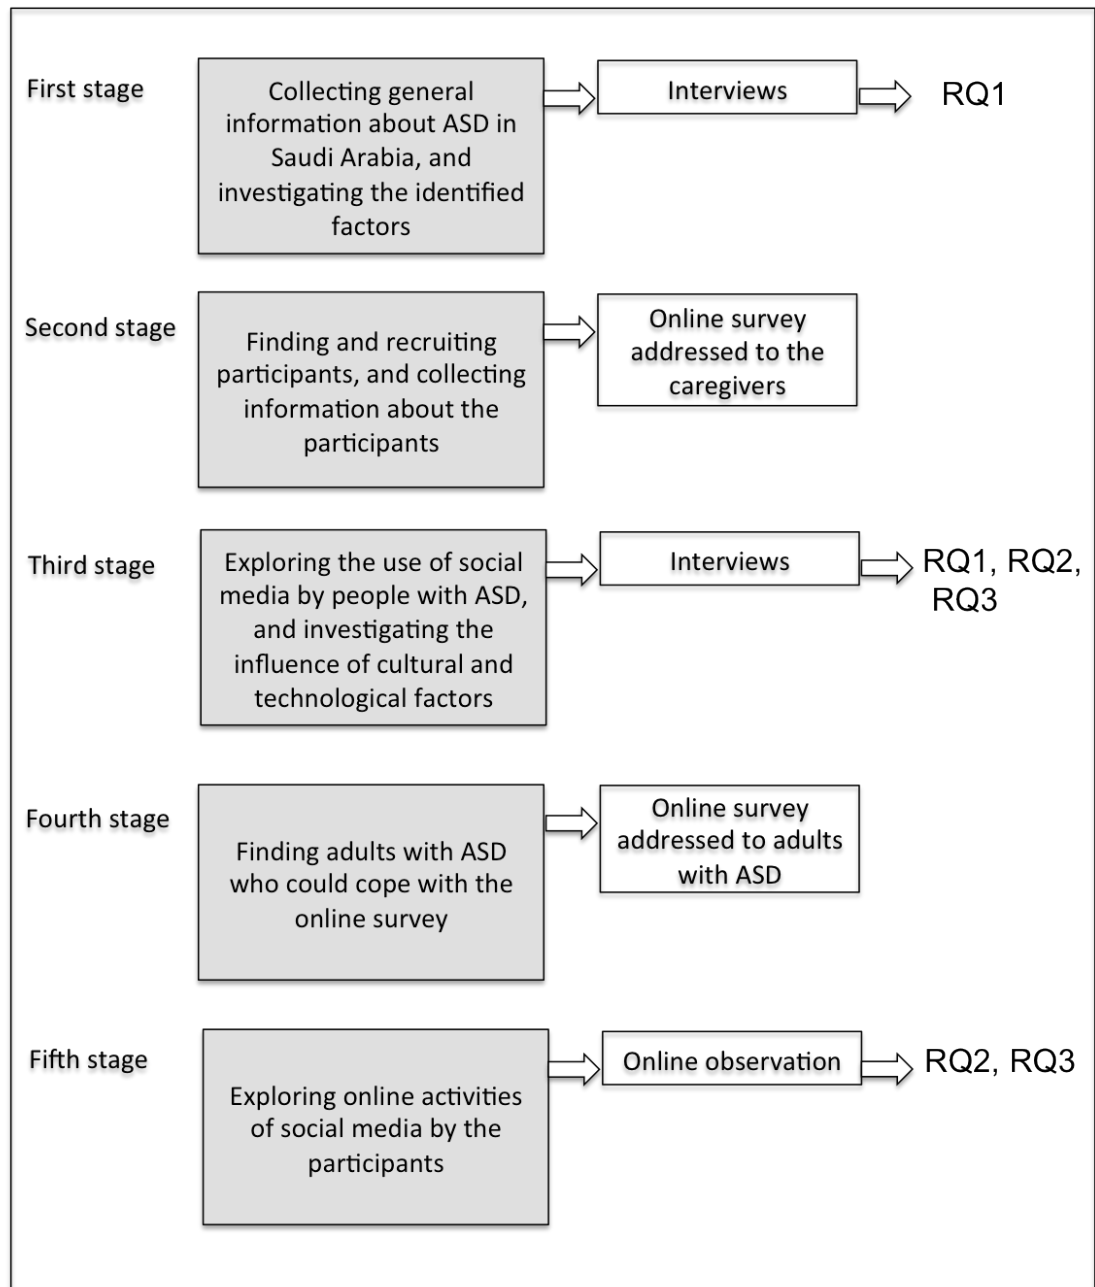 First stage
Collecting general
information about ASD in
Saudi Arabia, and
investigating the identified
factors
Interviews
RQ1
Second stage
Finding and recruiting
participants, and collecting
information about the
participants
Online survey
addressed to the
caregivers
Third stage
Exploring the use of social
media by people with ASD,
and investigating the
influence of cultural and
technological factors
Interviews
RQ1, RQ2,
RQ3
Fourth stage
Finding adults with ASD
who could cope with the
online survey
Online survey
addressed to adults
with ASD
Fifth stage
Exploring online activities
of social media by the
participants
Online observation
RQ2, RQ3